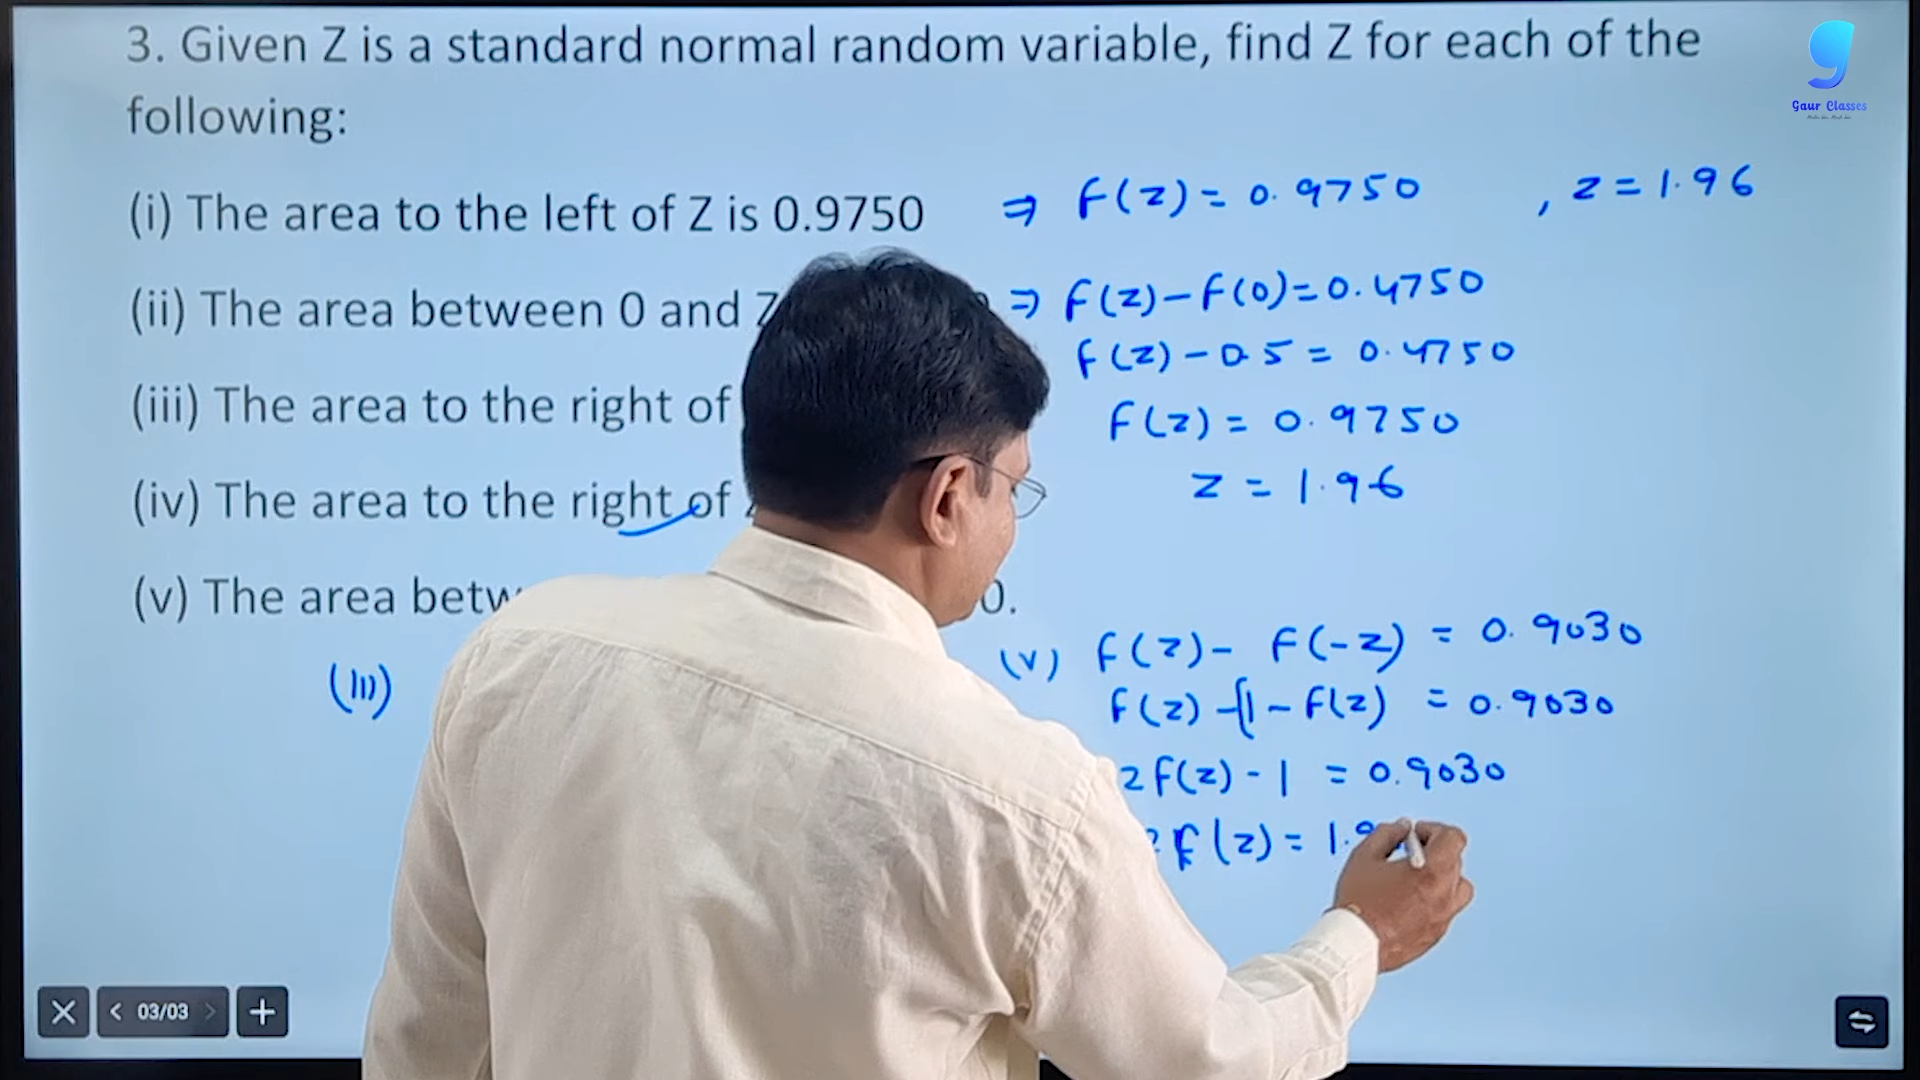 3. Given Z is a standard normal random variable, find Z for each of the
following:
g
Gaur Classes
(i) The area to the left of Z is 0.9750
⇒ F(z) = 0.9750 , z = 1.96
(ii) The area between 0 and Z
⇒ F(z) - F(0) = 0.4750
F(z) - 0.5 = 0.4750
(iii) The area to the right of
F(z) = 0.9750
(iv) The area to the right of
z = 1.96
(v) The area 0.
(III)
(v) F(z) - F(-z) = 0.9030
F(z) -(1 - F(z) = 0.9030
2F(z) - 1 = 0.9030
F(z) =
03/03